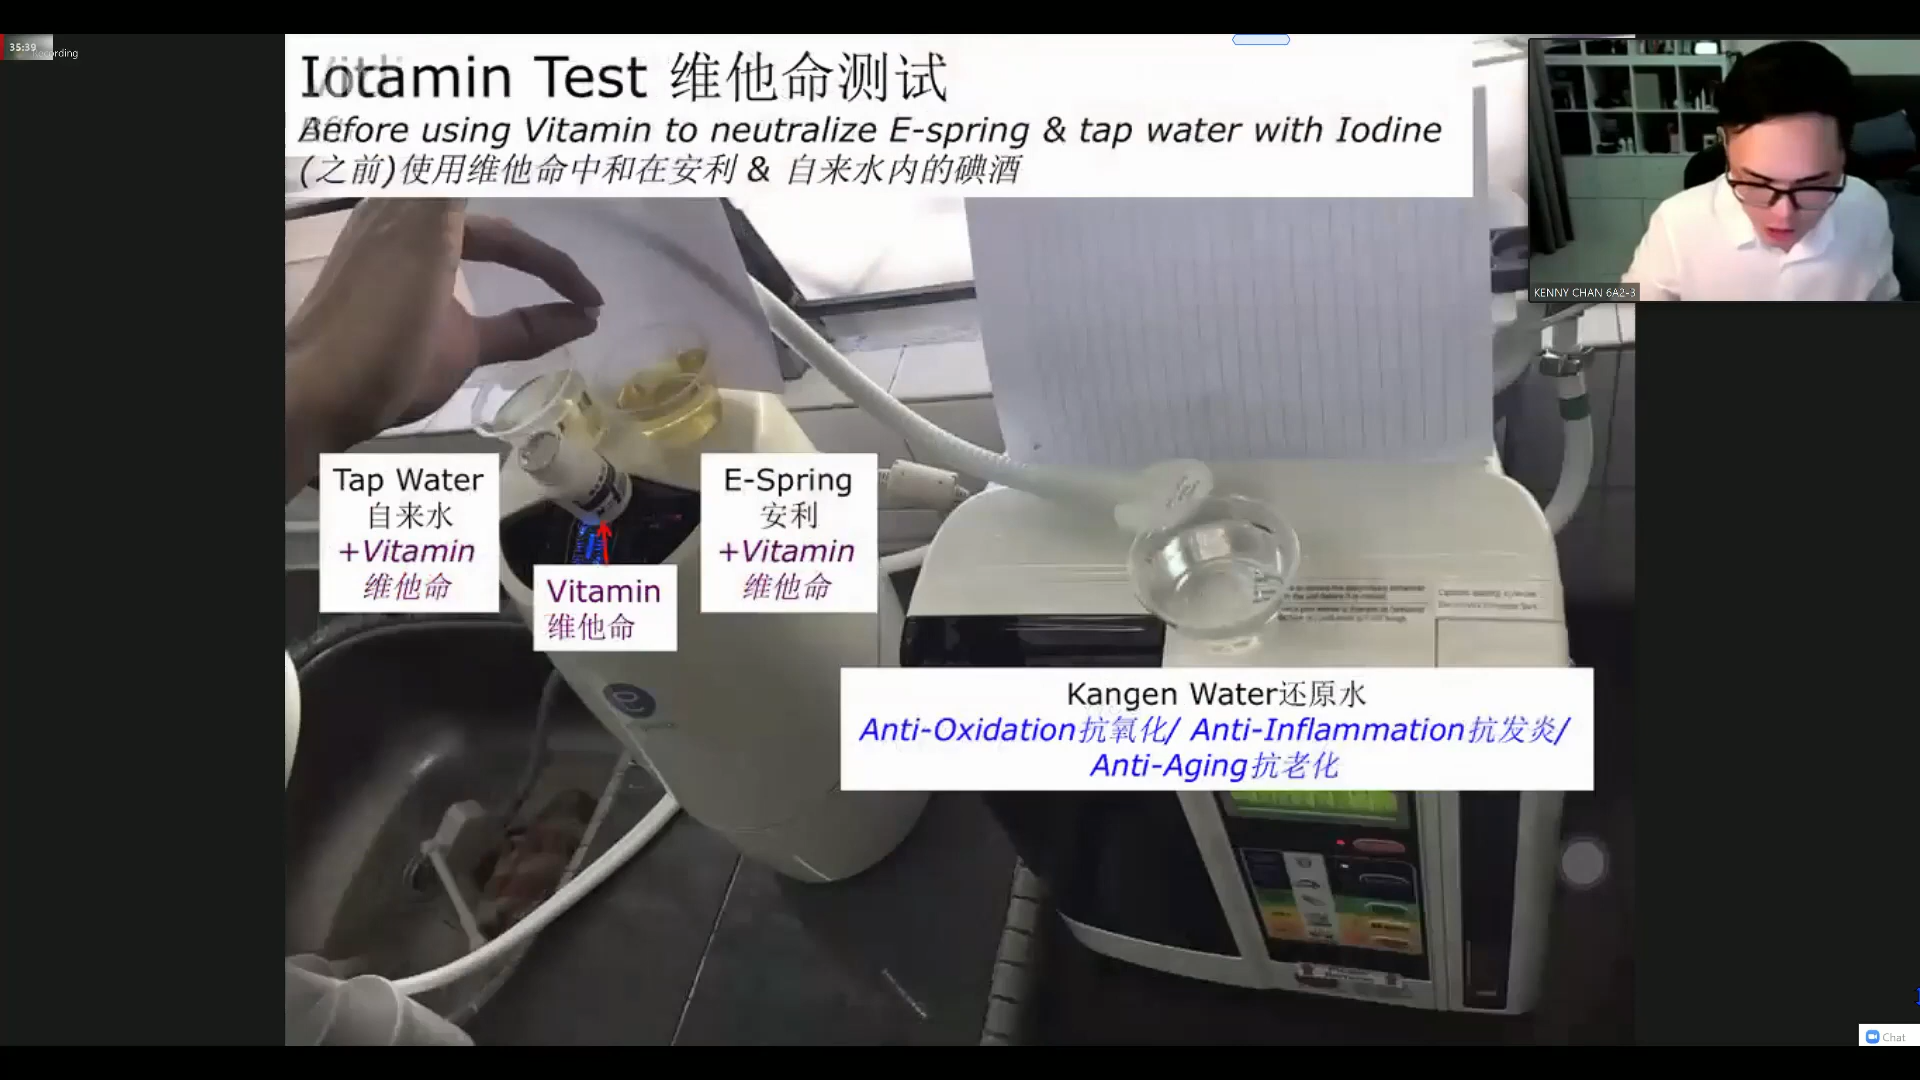 35:39
Recording
Iotamin Test 维他命测试
Before using Vitamin to neutralize E-spring & tap water with Iodine
(之前)使用维他命中和在安利 & 自来水内的碘酒
KENNY CHAN 6A2-3
Tap Water
自来水
+Vitamin
维他命
Vitamin
维他命
E-Spring
安利
+Vitamin
维他命
Kangen Water还原水
Anti-Oxidation抗氧化/ Anti-Inflammation抗发炎/
Anti-Aging抗老化
Chat